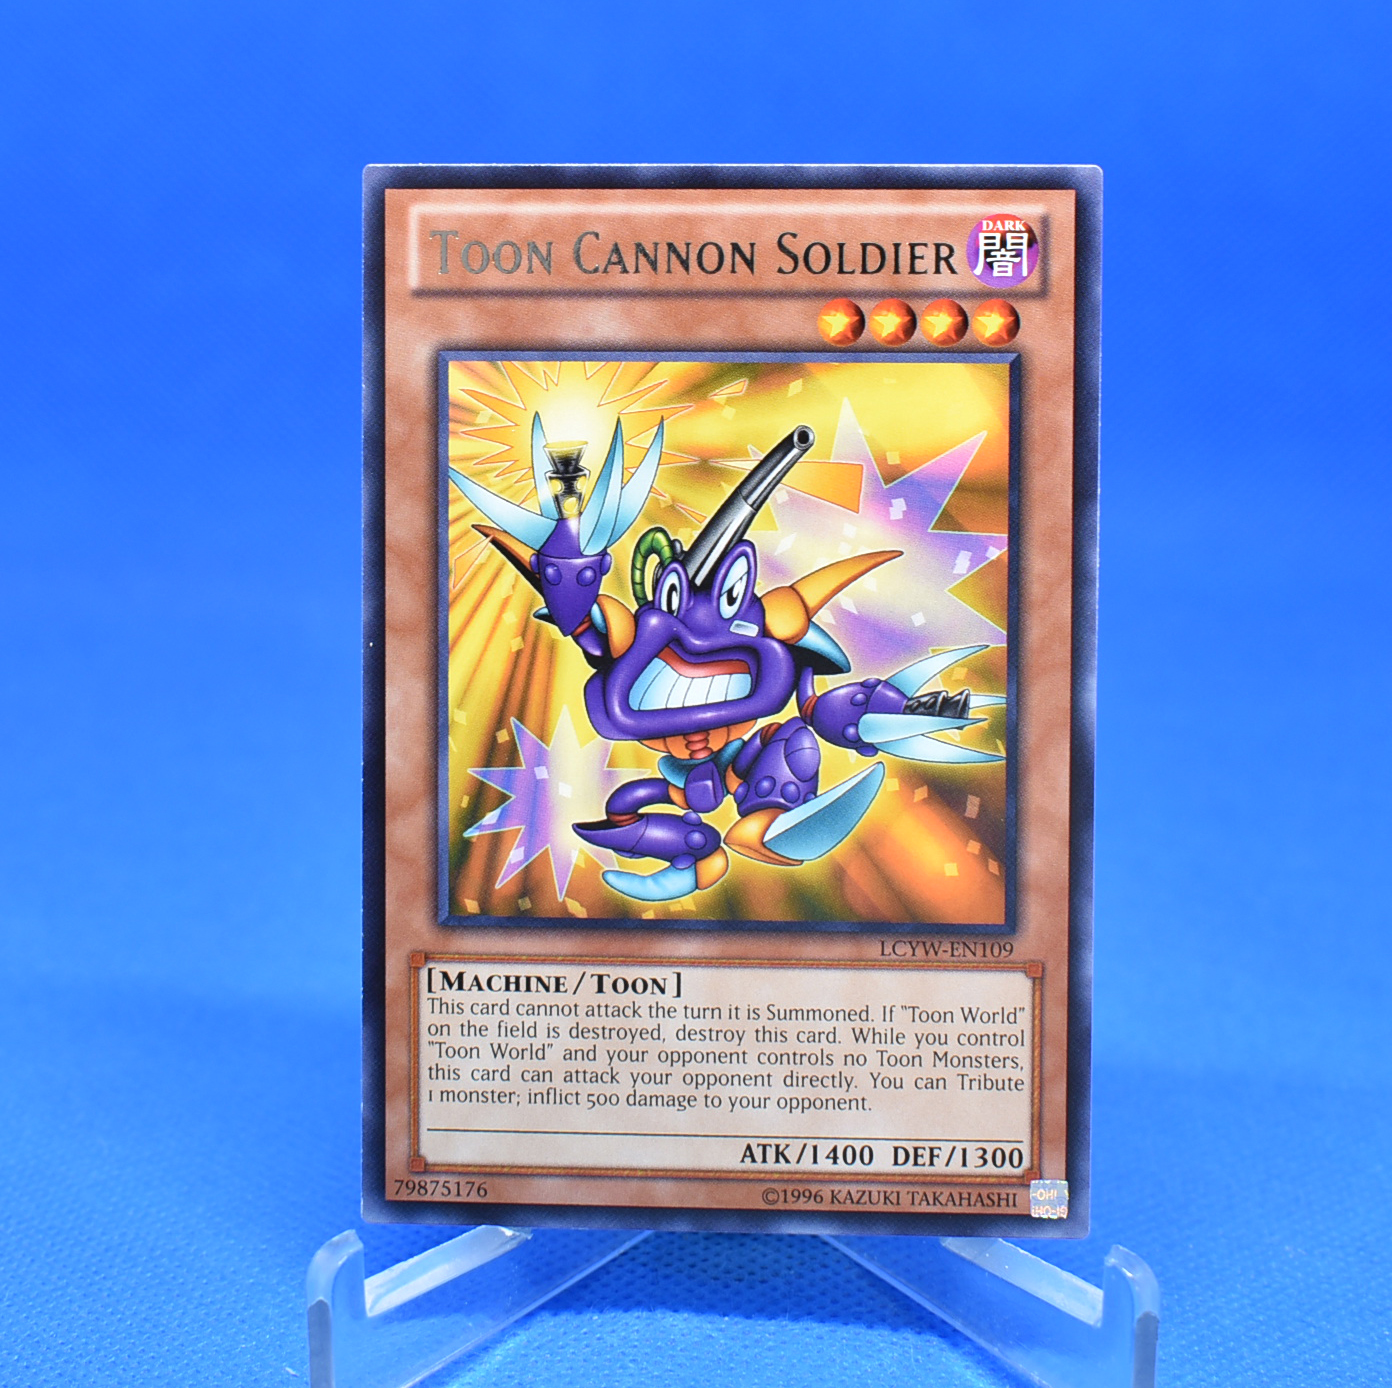 TOON CANNON SOLDIER
DARK
闇
LCYW-EN109
[MACHINE/TOON]
This card cannot attack the turn it is Summoned. If “Toon World”
on the field is destroyed, destroy this card. While you control
“Toon World” and your opponent controls no Toon Monsters,
this card can attack your opponent directly. You can Tribute
1 monster; inflict 500 damage to your opponent.
ATK/1400 DEF/1300
79875176
©1996 KAZUKI TAKAHASHI